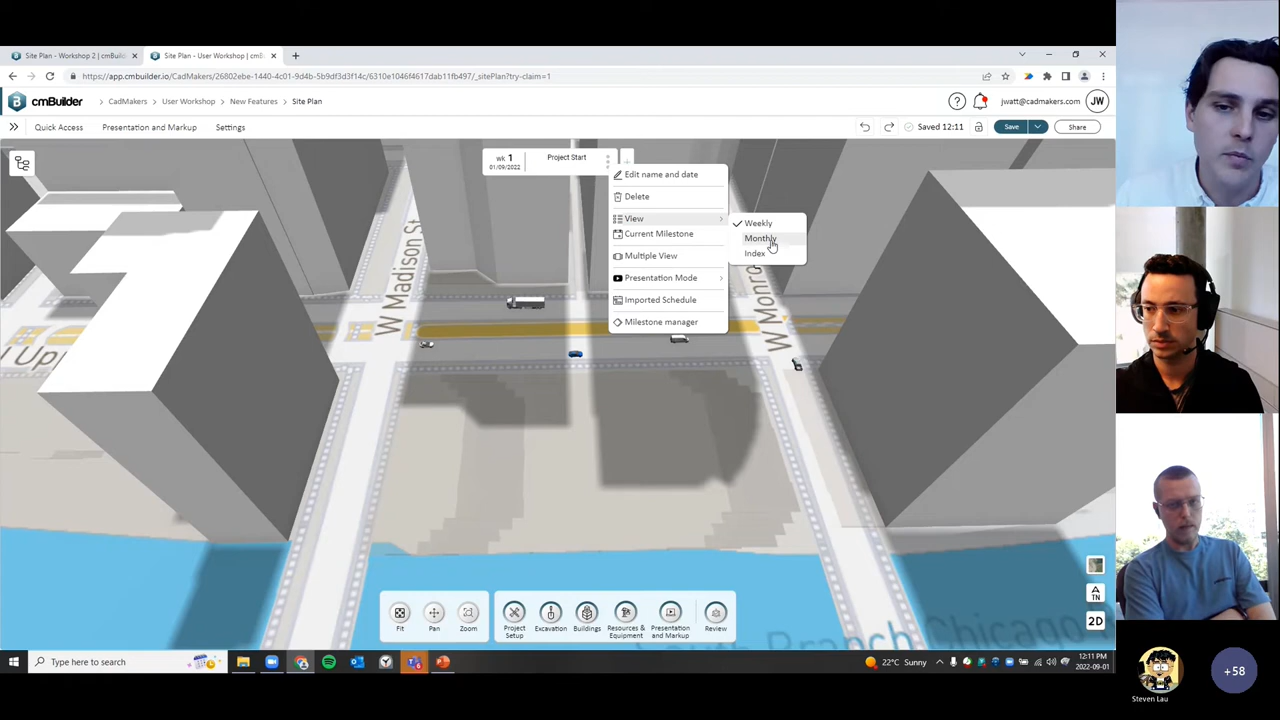 Site Plan - Workshop 2 | cmBuil
Site Plan - User Workshop | cmB
https://app.cmbuilder.io/CadMakers/26802ebe-1440-4c01-9d4b-5b9df3d3f14c/6310e1046f4617dab11fb497/_sitePlan?try-claim=1
cmBuilder
CadMakers
User Workshop
New Features
Site Plan
jwatt@cadmakers.com
JW
Quick Access
Presentation and Markup
Settings
Saved 12:11
Save
Share
wk 1
01/09/2022
Project Start
Edit name and date
Delete
View
Weekly
Current Milestone
Monthly
Multiple View
Index
Presentation Mode
Imported Schedule
Milestone manager
W Madison St
W Monro
Fit
Pan
Zoom
Project Setup
Excavation
Buildings
Resources & Equipment
Presentation and Markup
Review
A
TN
2D
South Branch Chicago
Type here to search
22°C Sunny
12:11 PM
2022-09-01
Steven Lau
+58